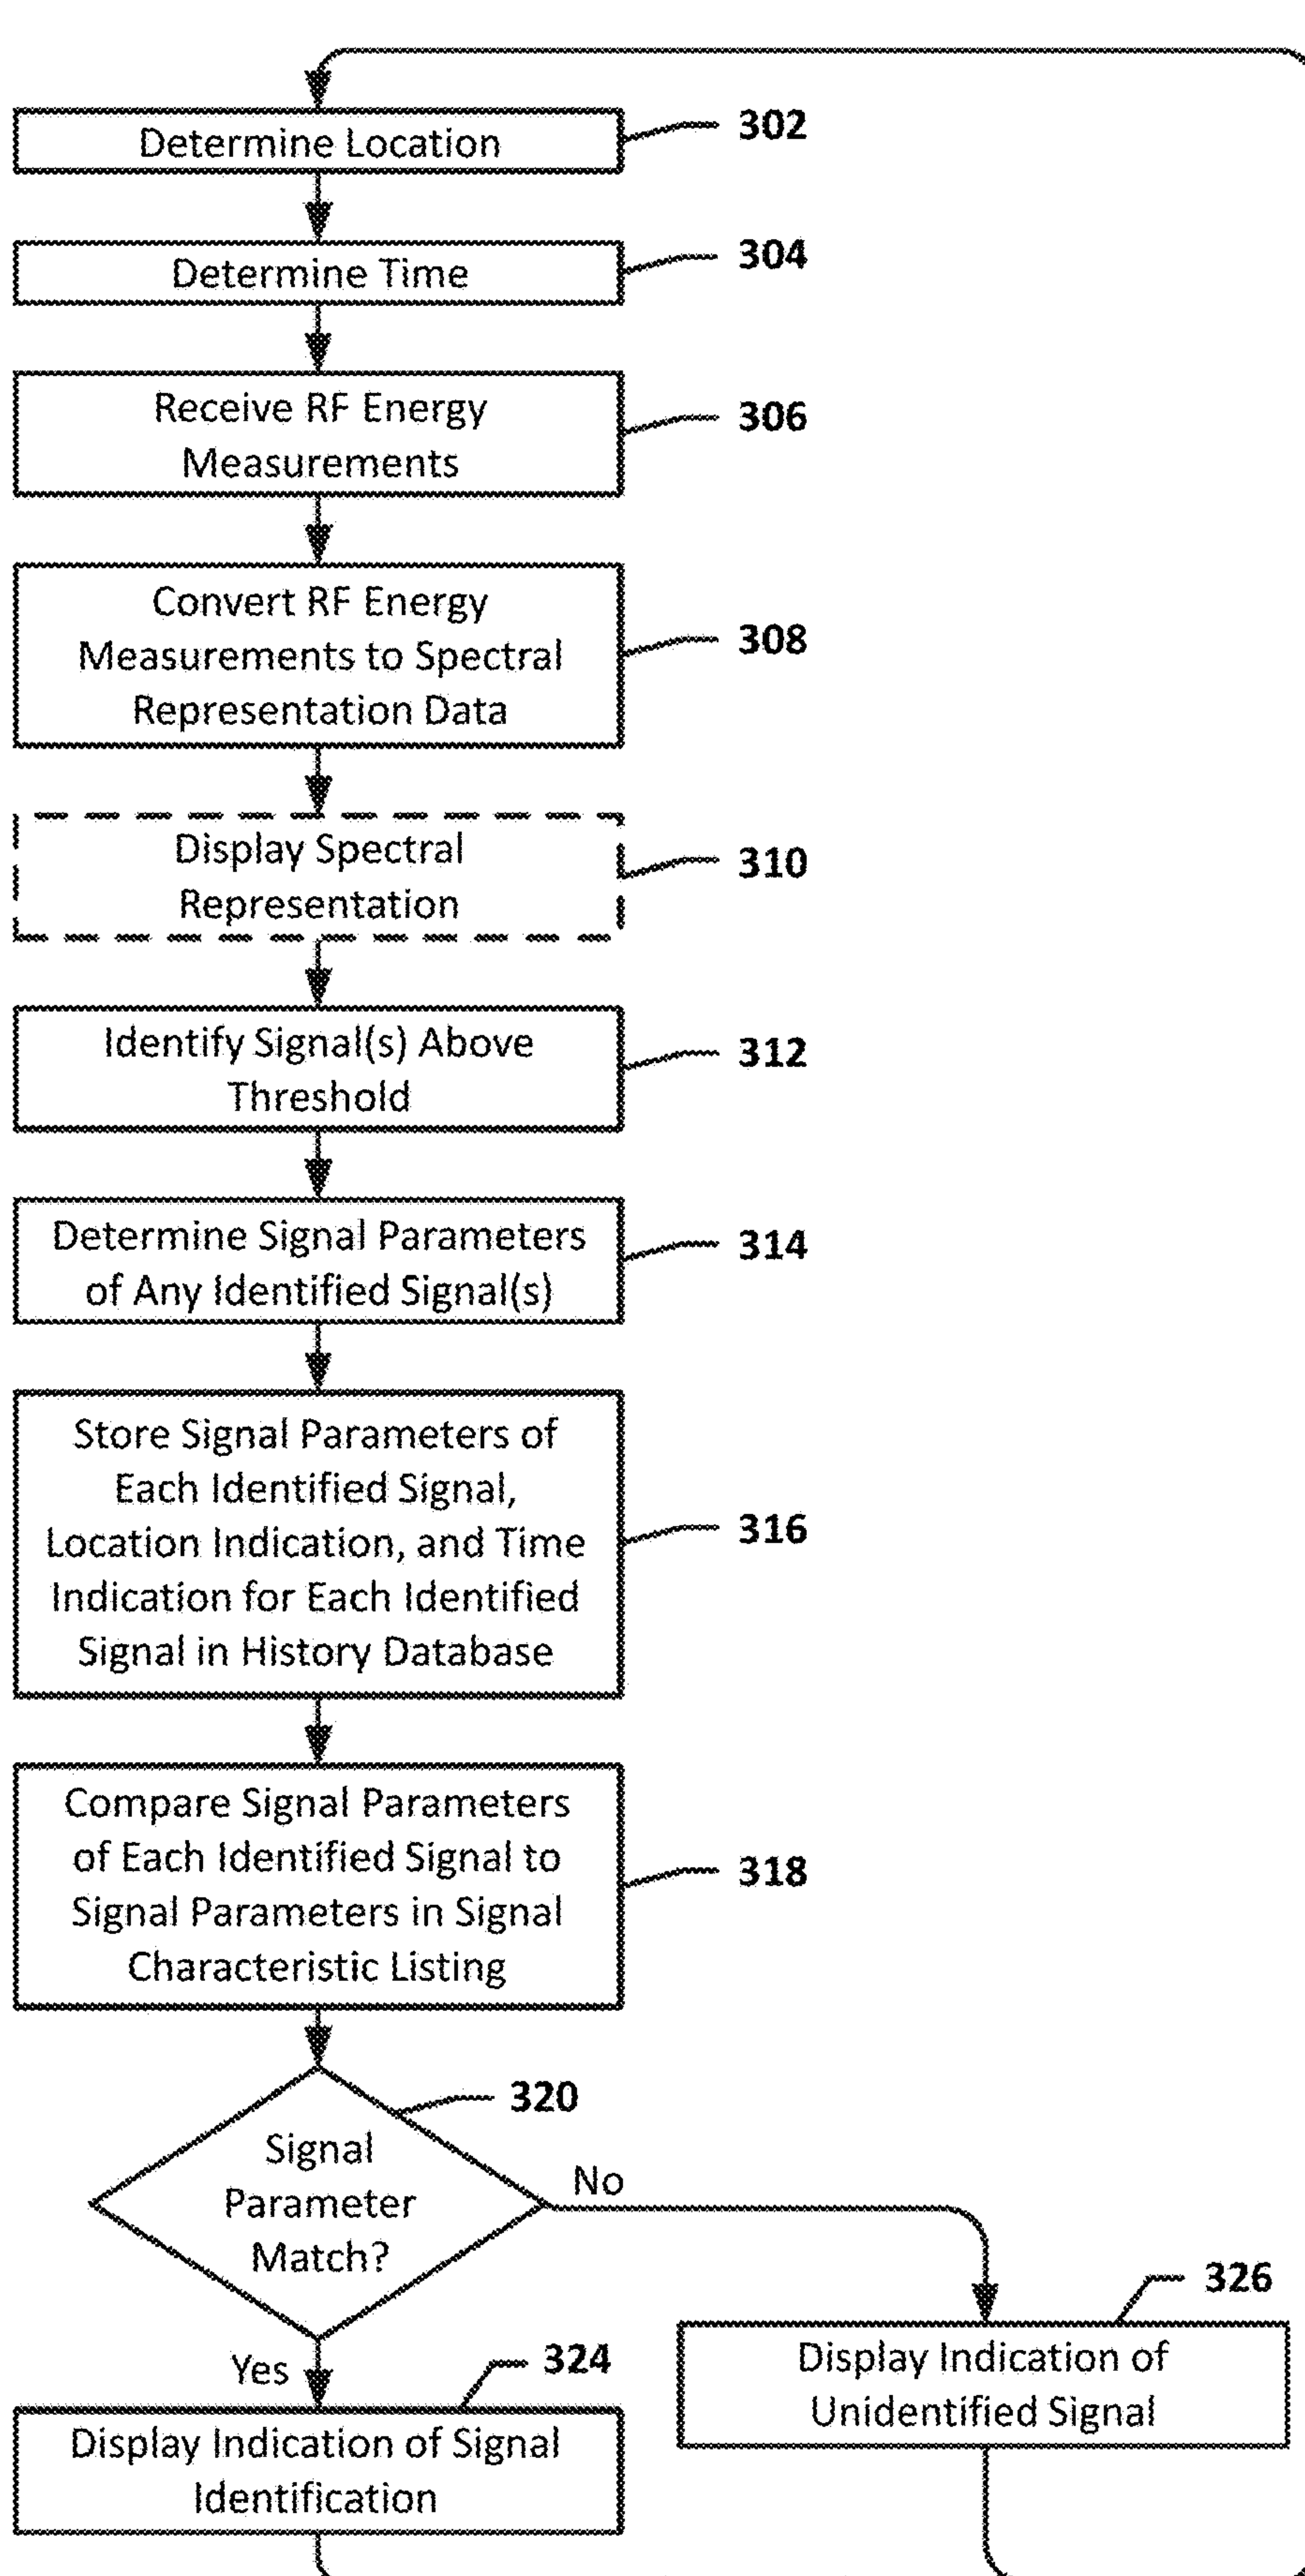 Determine Location
302
Determine Time
304
Receive RF Energy
Measurements
306
Convert RF Energy
Measurements to Spectral
Representation Data
308
Display Spectral
Representation
310
Identify Signal(s) Above
Threshold
312
Determine Signal Parameters
of Any Identified Signal(s)
314
Store Signal Parameters of
Each Identified Signal,
Location Indication, and Time
Indication for Each Identified
Signal in History Database
316
Compare Signal Parameters
of Each Identified Signal to
Signal Parameters in Signal
Characteristic Listing
318
320
Signal
Parameter
Match?
No
326
Display Indication of
Unidentified Signal
Yes
324
Display Indication of Signal
Identification